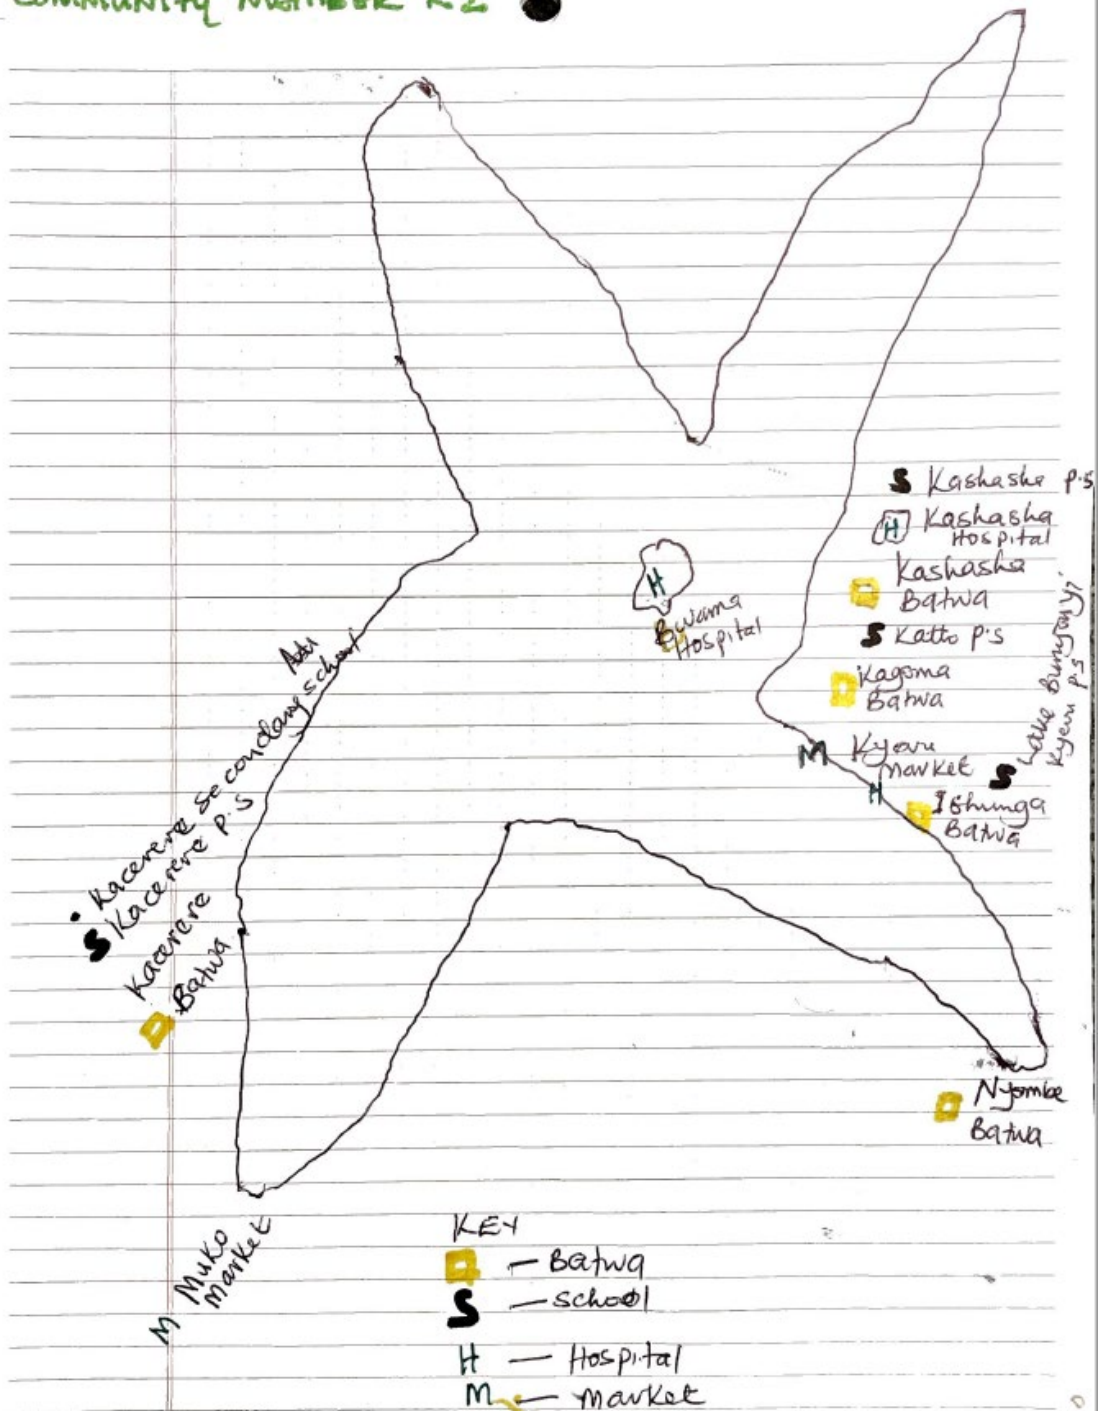 COMMUNITY MEMBER
S Kashasha P.S
H Kashasha
Hospital
Kashasha
Batwa
S Katto p.s
Kagoma
Batwa
H
Bwama
Hospital
M Kyevu
market
H
S Lake Bunyonyi
Kyevu p.s
Ishunga
Batwa
• Kacerere secondary school
S Kacerere p.s
Kacerere
Batwa
Nyombe
Batwa
M Muko
Market
KEY
— Batwa
S — School
H — Hospital
M — market